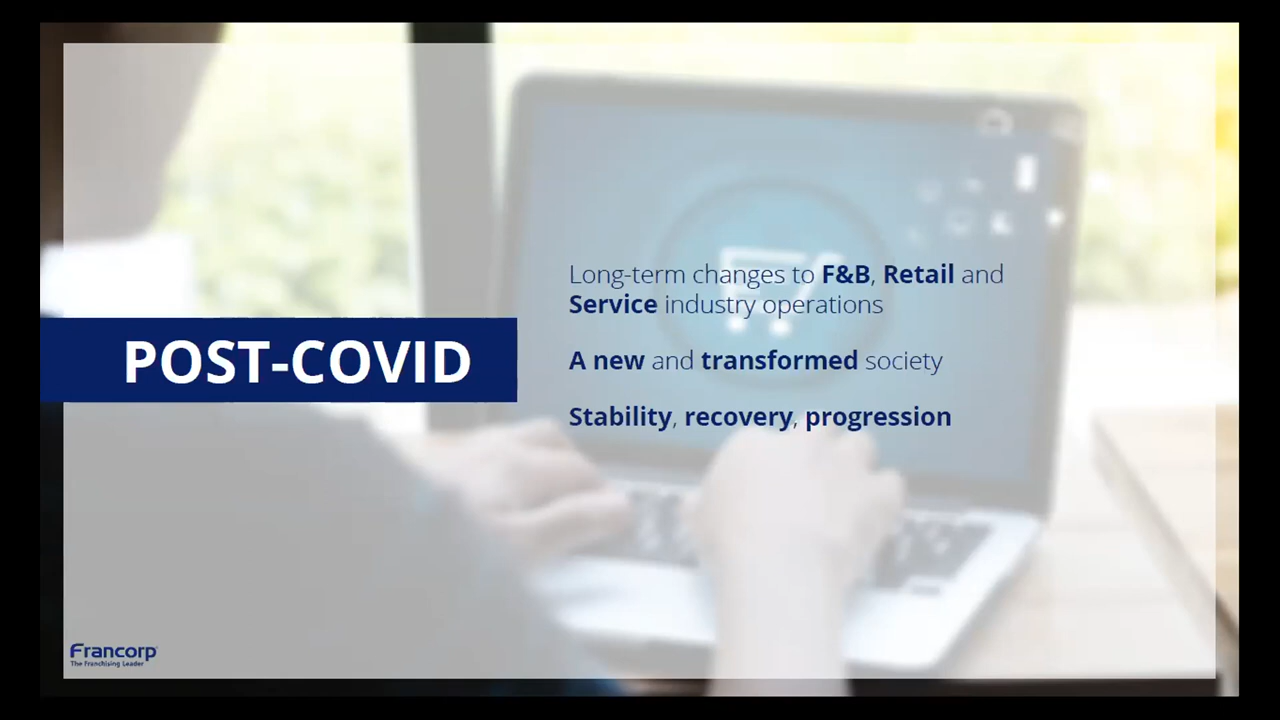 POST-COVID
Long-term changes to F&B, Retail and
Service industry operations
A new and transformed society
Stability, recovery, progression
Francorp
The Franchising Leader